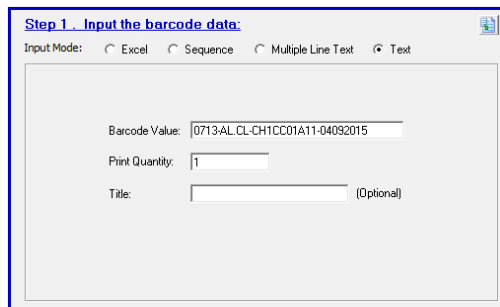 Step 1 . Input the barcode data:
Input Mode: Excel Sequence Multiple Line Text Text
Barcode Value: 0713-AL.CL-CH1CC01A11-04092015
Print Quantity: 1
Title: (Optional)